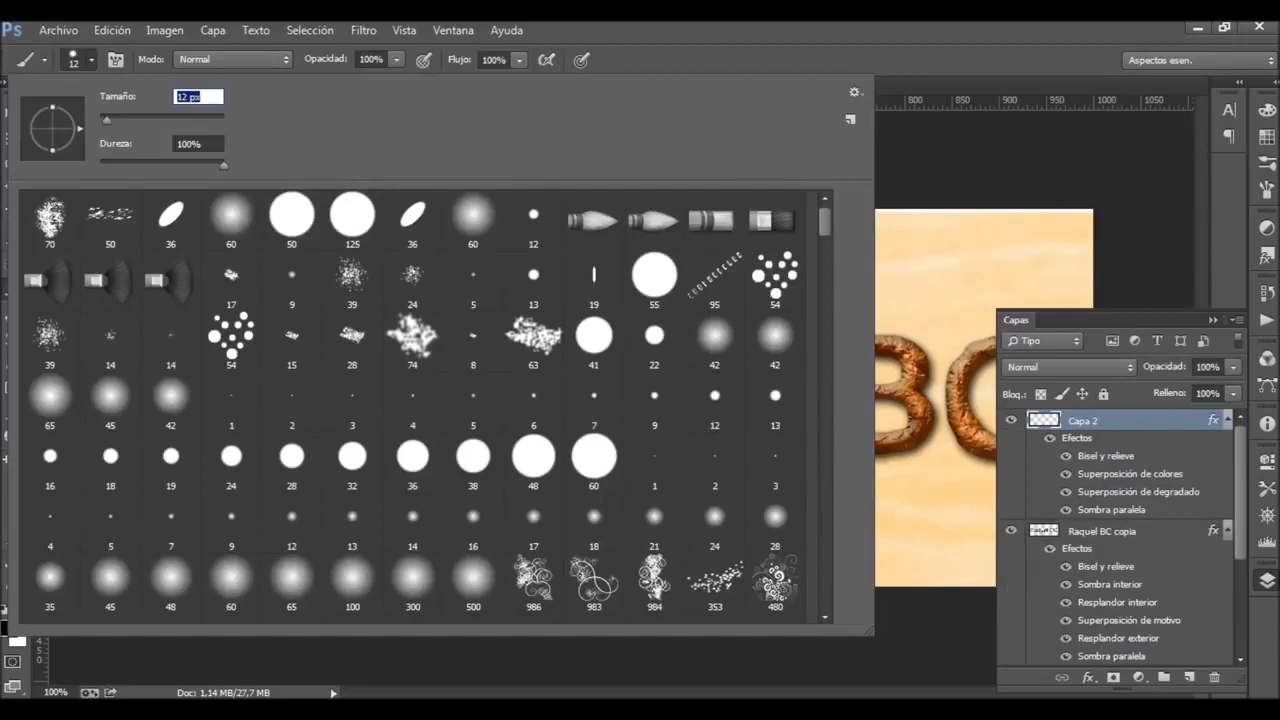 Ps Archivo Edición Imagen Capa Texto Selección Filtro Vista Ventana Ayuda
12 Modo: Normal Opacidad: 100% Flujo: 100% Aspectos esen.
Tamaño: 12 px
Dureza: 100%
800 850 900 950 1000 1050
70 50 36 60 50 125 36 60 12
17 9 39 24 5 13 19 55 95 54
39 14 14 54 15 28 74 8 63 41 22 42 42
65 45 42 1 2 3 4 5 6 7 9 12 13
16 18 19 24 28 32 36 38 48 60 1 2 3
4 5 7 9 12 13 14 16 17 18 21 24 28
35 45 48 60 65 100 300 500 986 983 984 353 480
BC
Capas
Tipo
Normal Opacidad: 100%
Bloq.: Relleno: 100%
Capa 2 fx
Efectos
Bisel y relieve
Superposición de colores
Superposición de degradado
Sombra paralela
Raquel BC copia fx
Efectos
Bisel y relieve
Sombra interior
Resplandor interior
Superposición de motivo
Resplandor exterior
Sombra paralela
fx
4
5
0
100% Doc: 1,14 MB/27,7 MB